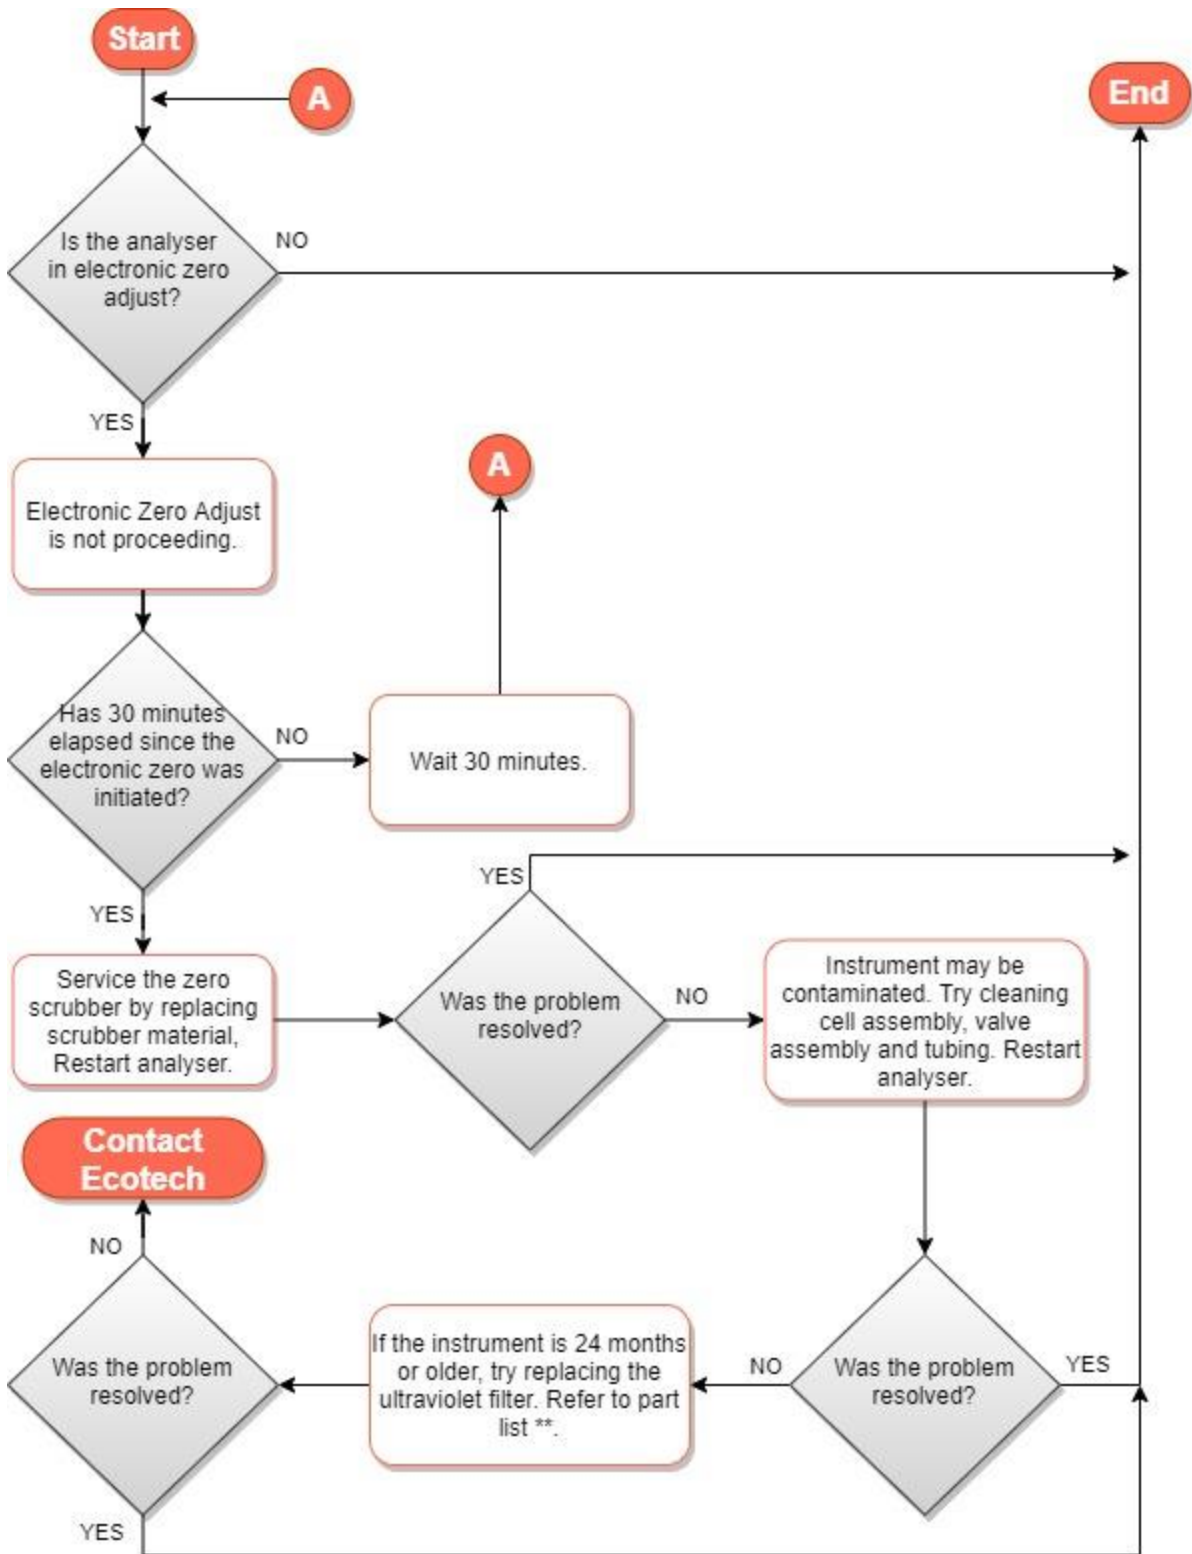 Start
A
End
Is the analyser
in electronic zero
adjust?
NO
YES
Electronic Zero Adjust
is not proceeding.
A
Has 30 minutes
elapsed since the
electronic zero was
initiated?
NO
Wait 30 minutes.
YES
Service the zero
scrubber by replacing
scrubber material,
Restart analyser.
YES
Was the problem
resolved?
NO
Instrument may be
contaminated. Try cleaning
cell assembly, valve
assembly and tubing. Restart
analyser.
Was the problem
resolved?
YES
NO
If the instrument is 24 months
or older, try replacing the
ultraviolet filter. Refer to part
list **.
Was the problem
resolved?
NO
Contact
Ecotech
YES